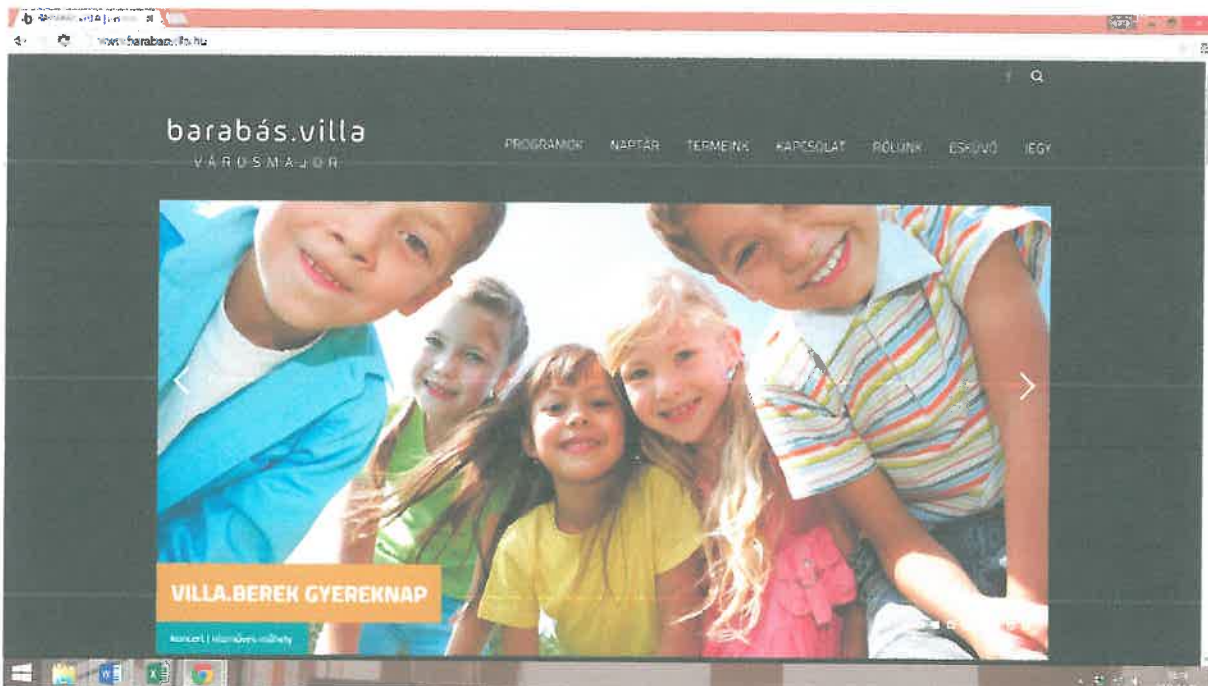 www.barabasvilla.hu
barabás.villa
VÁROSMAJOR
PROGRAMOK NAPTÁR TERMEINK KAPCSOLAT RÓLUNK ESKÜVŐ JEGY
VILLA.BEREK GYEREKNAP
koncert | kézműves műhely